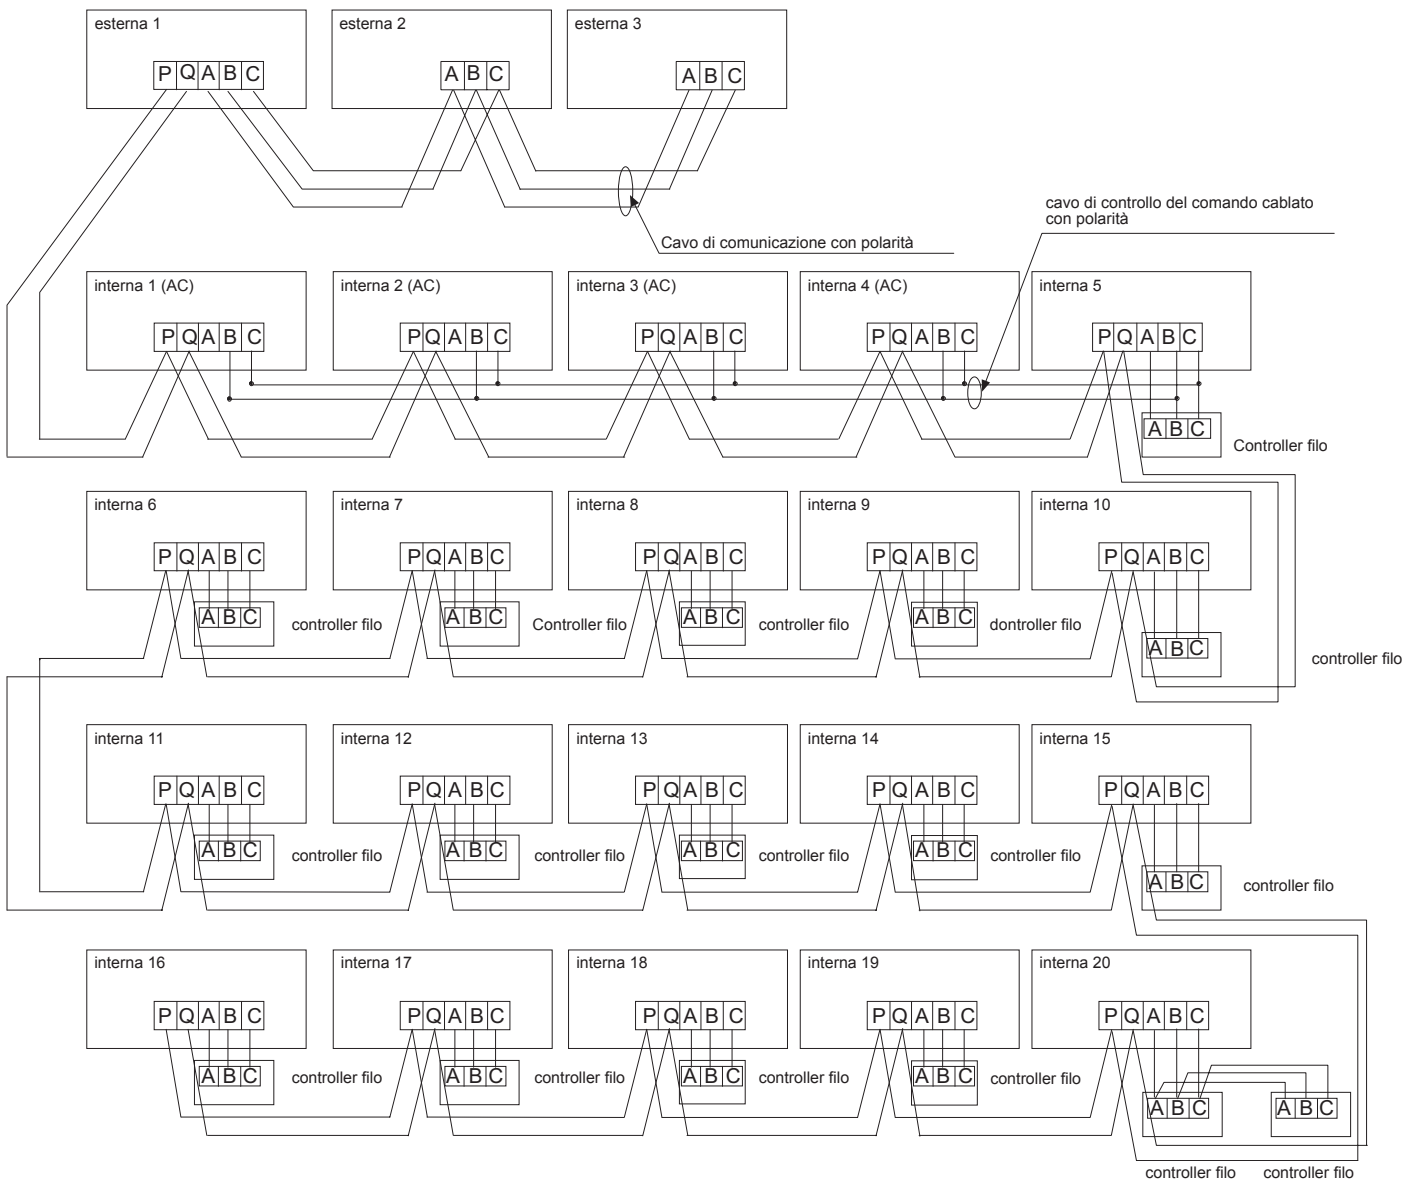 esterna 1
esterna 2
esterna 3
P Q A B C
A B C
A B C
cavo di controllo del comando cablato
con polarità
Cavo di comunicazione con polarità
interna 1 (AC)
interna 2 (AC)
interna 3 (AC)
interna 4 (AC)
interna 5
P Q A B C
P Q A B C
P Q A B C
P Q A B C
P Q A B C
A B C
Controller filo
interna 6
interna 7
interna 8
interna 9
interna 10
P Q A B C
P Q A B C
P Q A B C
P Q A B C
P Q A B C
A B C
controller filo
A B C
Controller filo
A B C
controller filo
A B C
dontroller filo
A B C
controller filo
interna 11
interna 12
interna 13
interna 14
interna 15
P Q A B C
P Q A B C
P Q A B C
P Q A B C
P Q A B C
A B C
controller filo
A B C
controller filo
A B C
controller filo
A B C
controller filo
A B C
controller filo
interna 16
interna 17
interna 18
interna 19
interna 20
P Q A B C
P Q A B C
P Q A B C
P Q A B C
P Q A B C
A B C
controller filo
A B C
controller filo
A B C
controller filo
A B C
controller filo
A B C
A B C
controller filo
controller filo